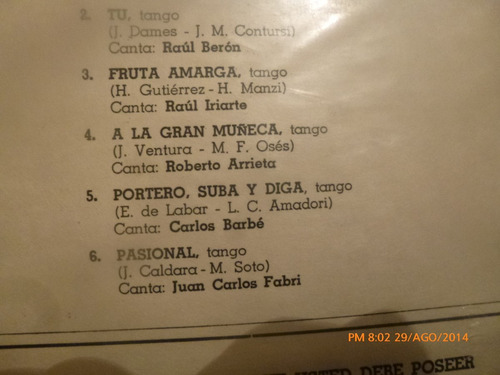 2. TU, tango
(J. Dames - J. M. Contursi)
Canta: Raúl Berón
3. FRUTA AMARGA, tango
(H. Gutiérrez - H. Manzi)
Canta: Raúl Iriarte
4. A LA GRAN MUÑECA, tango
(J. Ventura - M. F. Osés)
Canta: Roberto Arrieta
5. PORTERO, SUBA Y DIGA, tango
(E. de Labar - L. C. Amadori)
Canta: Carlos Barbé
6. PASIONAL, tango
(J. Caldara - M. Soto)
Canta: Juan Carlos Fabri
PM 8:02 29/AGO/2014
USTED DEBE POSEER